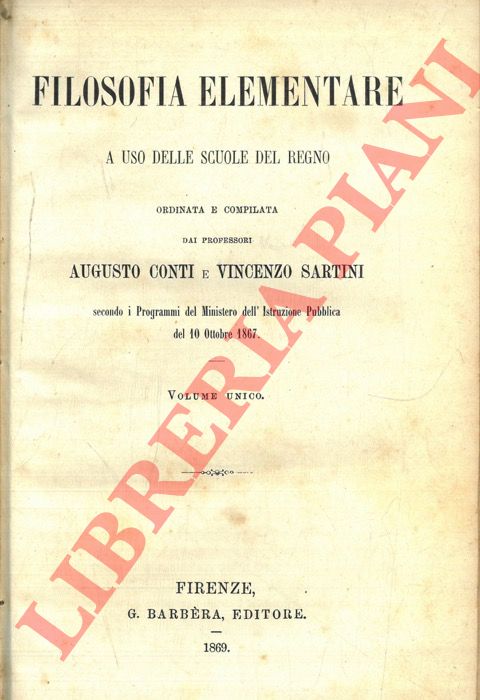 FILOSOFIA ELEMENTARE
A USO DELLE SCUOLE DEL REGNO
ORDINATA E COMPILATA
DAI PROFESSORI
AUGUSTO CONTI E VINCENZO SARTINI
secondo i Programmi del Ministero dell' Istruzione Pubblica
del 10 Ottobre 1867.
VOLUME UNICO.
FIRENZE,
G. BARBÈRA, EDITORE.
1869.
LIBRERIA PIANI